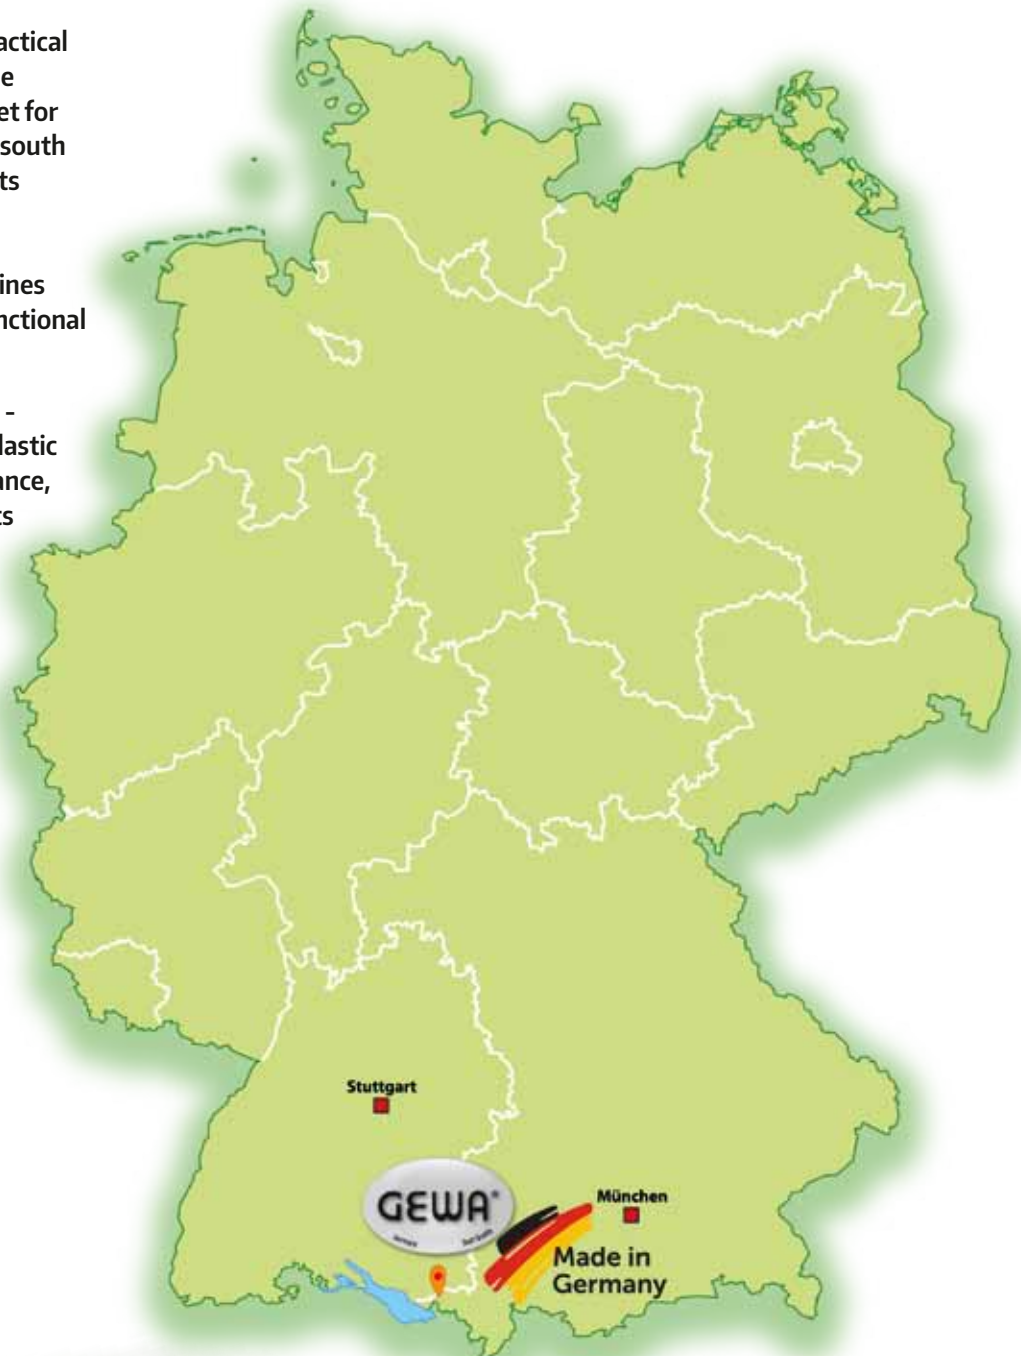 actical
e
et for
south
ts
ines
nctional
-
lastic
ance,
ts
Stuttgart
GEWA®
München
Made in
Germany